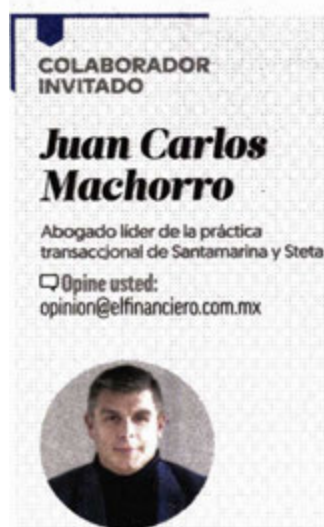 COLABORADOR
INVITADO
Juan Carlos
Machorro
Abogado líder de la práctica
transaccional de Santamarina y Steta
Opine usted:
opinion@elfinanciero.com.mx